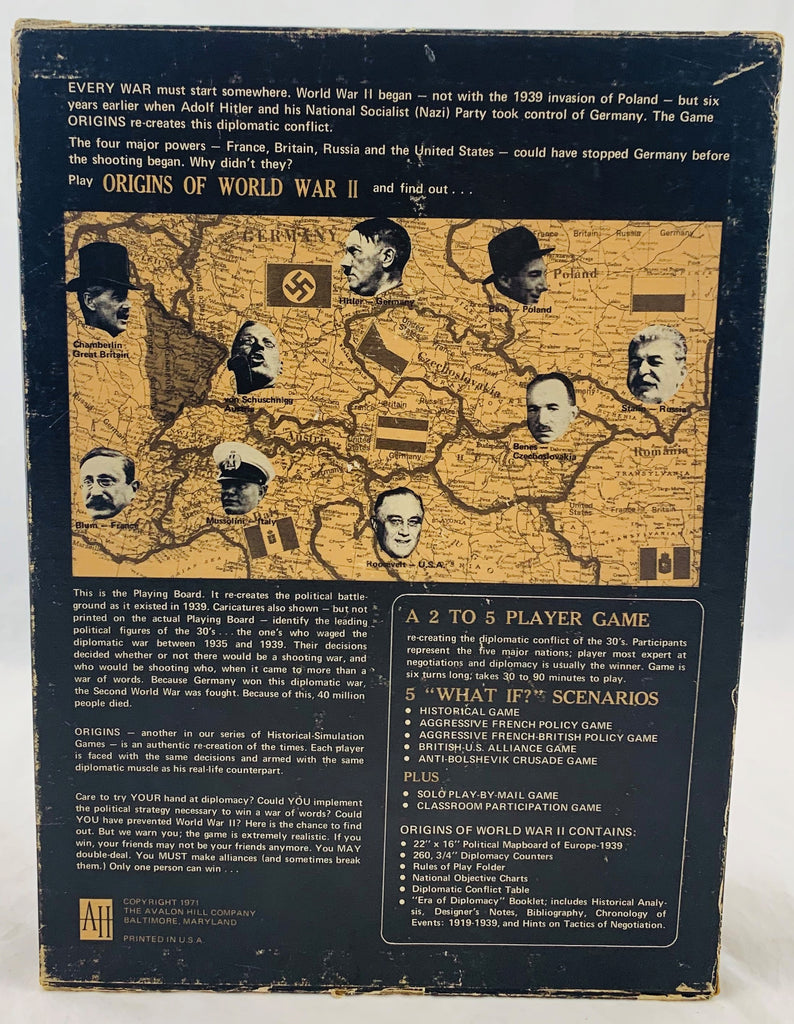 EVERY WAR must start somewhere. World War II began — not with the 1939 invasion of Poland — but six
years earlier when Adolf Hitler and his National Socialist (Nazi) Party took control of Germany. The Game
ORIGINS re-creates this diplomatic conflict.
The four major powers — France, Britain, Russia and the United States — could have stopped Germany before
the shooting began. Why didn't they?
Play ORIGINS OF WORLD WAR II and find out . . .
GERMANY
France Britain Russia Germany
Hitler — Germany
Poland
Beck — Poland
Chamberlin
Great Britain
United
States
Czechoslovakia
von Schuschnigg
Austria
Stalin — Russia
France Britain Russia
Germany
Austria
Benes
Czechoslovakia
Romania
TRANSYLVANIA
Blum — France
Mussolini — Italy
Italy
United
States
France Britain
Roosevelt — U.S.A.
This is the Playing Board. It re-creates the political battle-
ground as it existed in 1939. Caricatures also shown — but not
printed on the actual Playing Board — identify the leading
political figures of the 30's . . . the one's who waged the
diplomatic war between 1935 and 1939. Their decisions
decided whether or not there would be a shooting war, and
who would be shooting who, when it came to more than a
war of words. Because Germany won this diplomatic war,
the Second World War was fought. Because of this, 40 million
people died.
ORIGINS — another in our series of Historical-Simulation
Games — is an authentic re-creation of the times. Each player
is faced with the same decisions and armed with the same
diplomatic muscle as his real-life counterpart.
Care to try YOUR hand at diplomacy? Could YOU implement
the political strategy necessary to win a war of words? Could
YOU have prevented World War II? Here is the chance to find
out. But we warn you; the game is extremely realistic. If you
win, your friends may not be your friends anymore. You MAY
double-deal. You MUST make alliances (and sometimes break
them.) Only one person can win . . .
AH
COPYRIGHT 1971
THE AVALON HILL COMPANY
BALTIMORE, MARYLAND
PRINTED IN U.S.A.
A 2 TO 5 PLAYER GAME
re-creating the diplomatic conflict of the 30's. Participants
represent the five major nations; player most expert at
negotiations and diplomacy is usually the winner. Game is
six turns long; takes 30 to 90 minutes to play.
5 "WHAT IF?" SCENARIOS
• HISTORICAL GAME
• AGGRESSIVE FRENCH POLICY GAME
• AGGRESSIVE FRENCH-BRITISH POLICY GAME
• BRITISH-U.S. ALLIANCE GAME
• ANTI-BOLSHEVIK CRUSADE GAME
PLUS
• SOLO PLAY-BY-MAIL GAME
• CLASSROOM PARTICIPATION GAME
ORIGINS OF WORLD WAR II CONTAINS:
• 22" x 16" Political Mapboard of Europe-1939
• 260, 3/4" Diplomacy Counters
• Rules of Play Folder
• National Objective Charts
• Diplomatic Conflict Table
• "Era of Diplomacy" Booklet; includes Historical Analy-
sis, Designer's Notes, Bibliography, Chronology of
Events: 1919-1939, and Hints on Tactics of Negotiation.